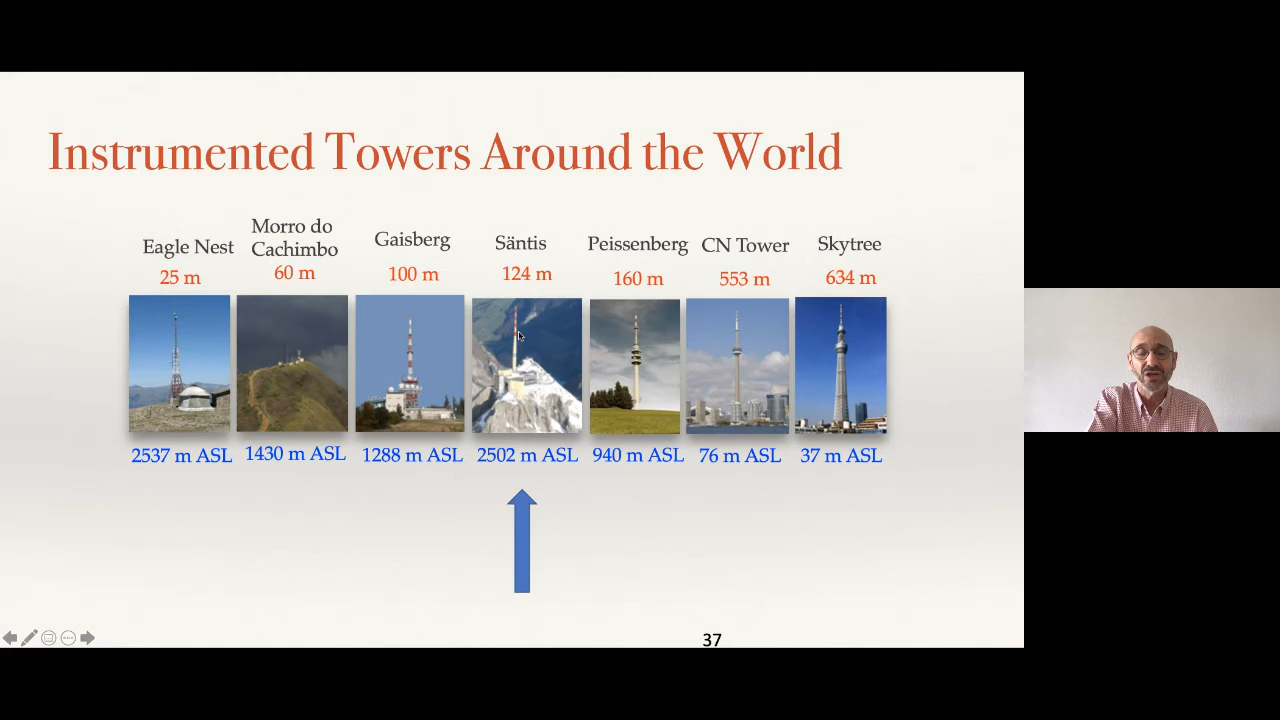 Instrumented Towers Around the World
Eagle Nest
25 m
Morro do
Cachimbo
60 m
Gaisberg
100 m
Säntis
124 m
Peissenberg
160 m
CN Tower
553 m
Skytree
634 m
2537 m ASL
1430 m ASL
1288 m ASL
2502 m ASL
940 m ASL
76 m ASL
37 m ASL
37